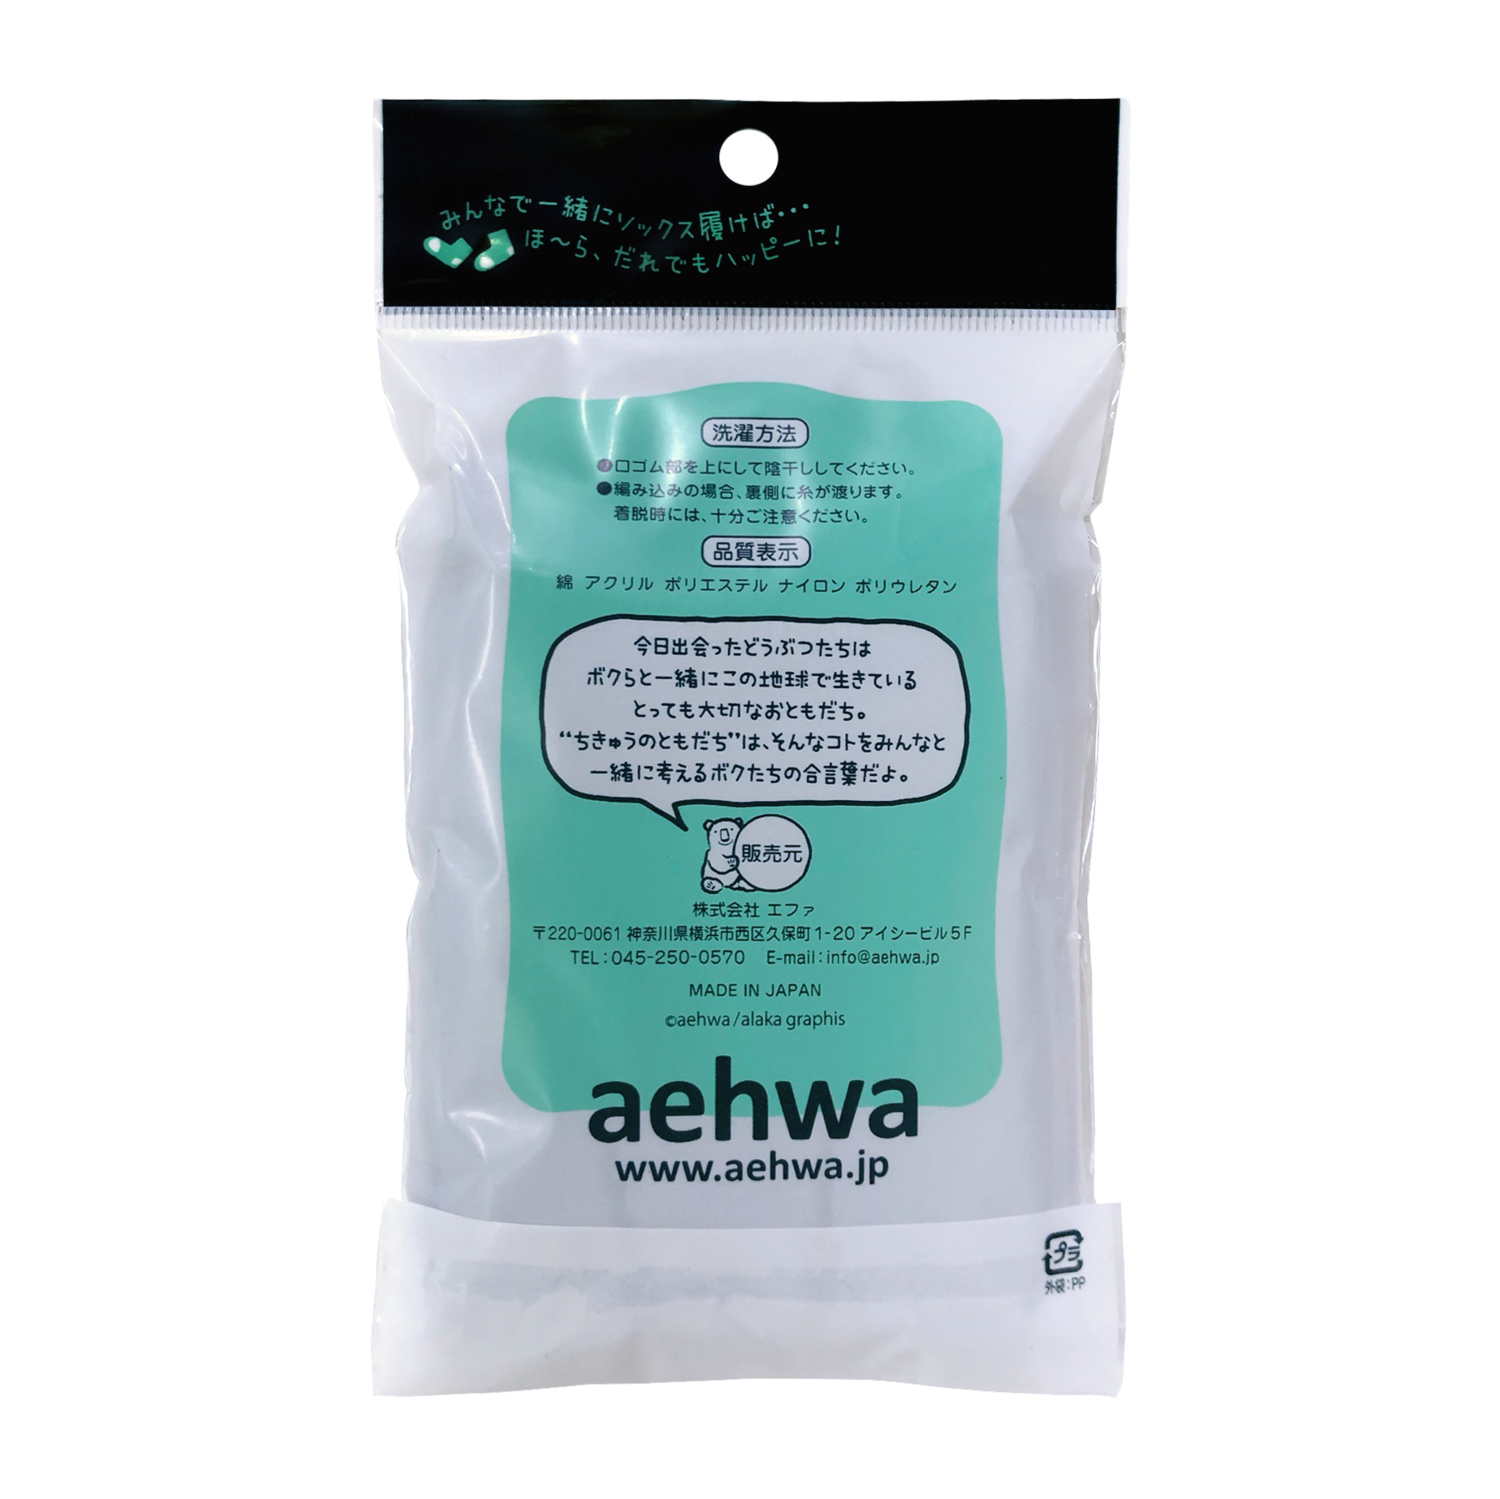 みんなで一緒にソックス履けば・・・
ほ〜ら、だれでもハッピーに!
洗濯方法
●口ゴム部を上にして陰干ししてください。
●編み込みの場合、裏側に糸が渡ります。
着脱時には、十分ご注意ください。
品質表示
綿 アクリル ポリエステル ナイロン ポリウレタン
今日出会ったどうぶつたちは
ボクらと一緒にこの地球で生きている
とっても大切なおともだち。
“ちきゅうのともだち”は、そんなコトをみんなと
一緒に考えるボクたちの合言葉だよ。
販売元
株式会社 エファ
〒220-0061 神奈川県横浜市西区久保町1-20 アイシービル5F
TEL:045-250-0570 E-mail:info@aehwa.jp
MADE IN JAPAN
©aehwa/alaka graphis
aehwa
www.aehwa.jp
プラ
外袋:PP